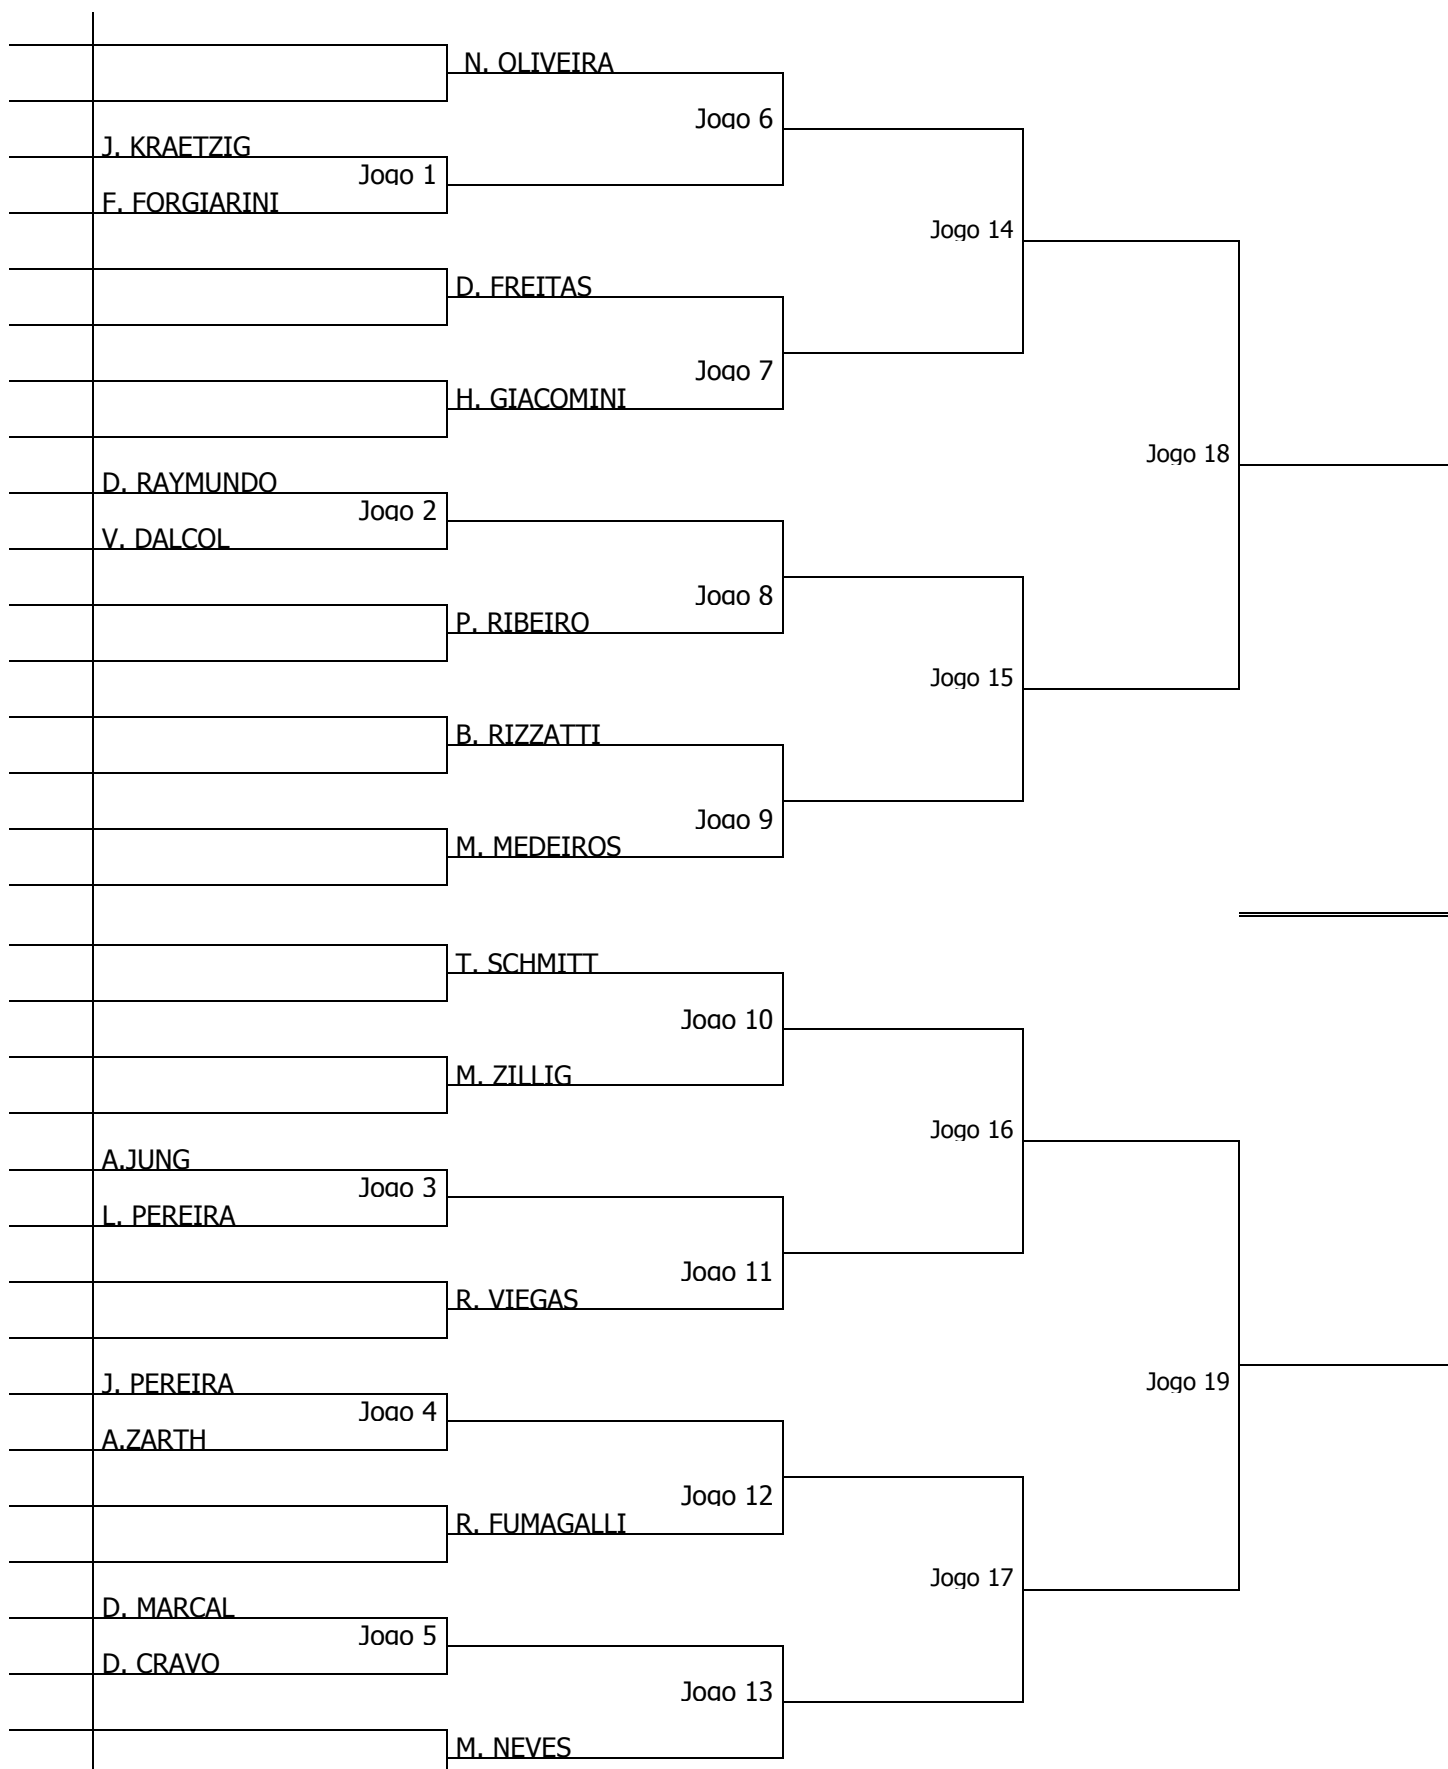 N. OLIVEIRA
Jogo 6
J. KRAETZIG
Jogo 1
F. FORGIARINI
Jogo 14
D. FREITAS
Jogo 7
H. GIACOMINI
Jogo 18
D. RAYMUNDO
Jogo 2
V. DALCOL
Jogo 8
P. RIBEIRO
Jogo 15
B. RIZZATTI
Jogo 9
M. MEDEIROS
T. SCHMITT
Jogo 10
M. ZILLIG
Jogo 16
A.JUNG
Jogo 3
L. PEREIRA
Jogo 11
R. VIEGAS
J. PEREIRA
Jogo 19
Jogo 4
A.ZARTH
Jogo 12
R. FUMAGALLI
Jogo 17
D. MARCAL
Jogo 5
D. CRAVO
Jogo 13
M. NEVES